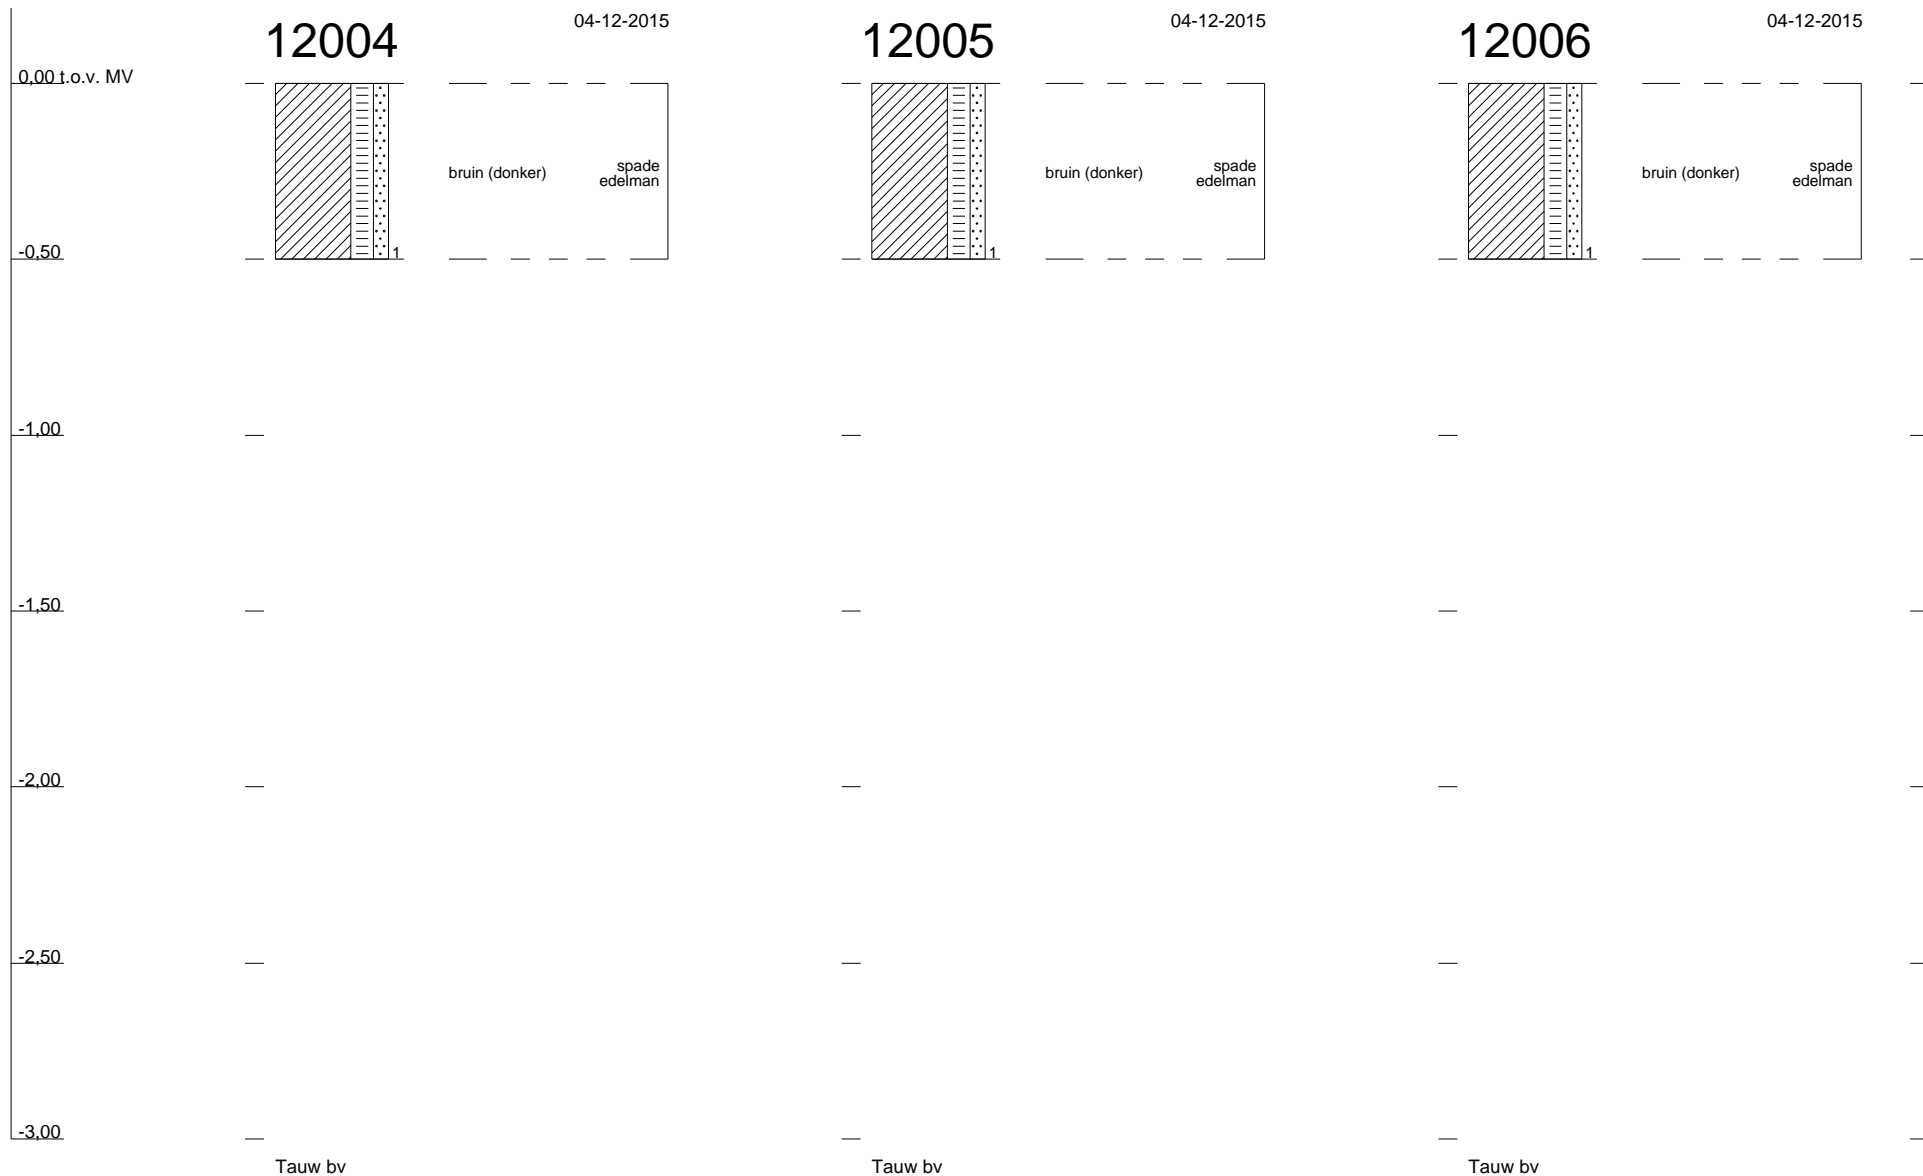 12004
04-12-2015
12005
04-12-2015
12006
04-12-2015
0,00 t.o.v. MV
bruin (donker)
spade
edelman
1
bruin (donker)
spade
edelman
1
bruin (donker)
spade
edelman
1
-0,50
-1,00
-1,50
-2,00
-2,50
-3,00
Tauw bv
Tauw bv
Tauw bv